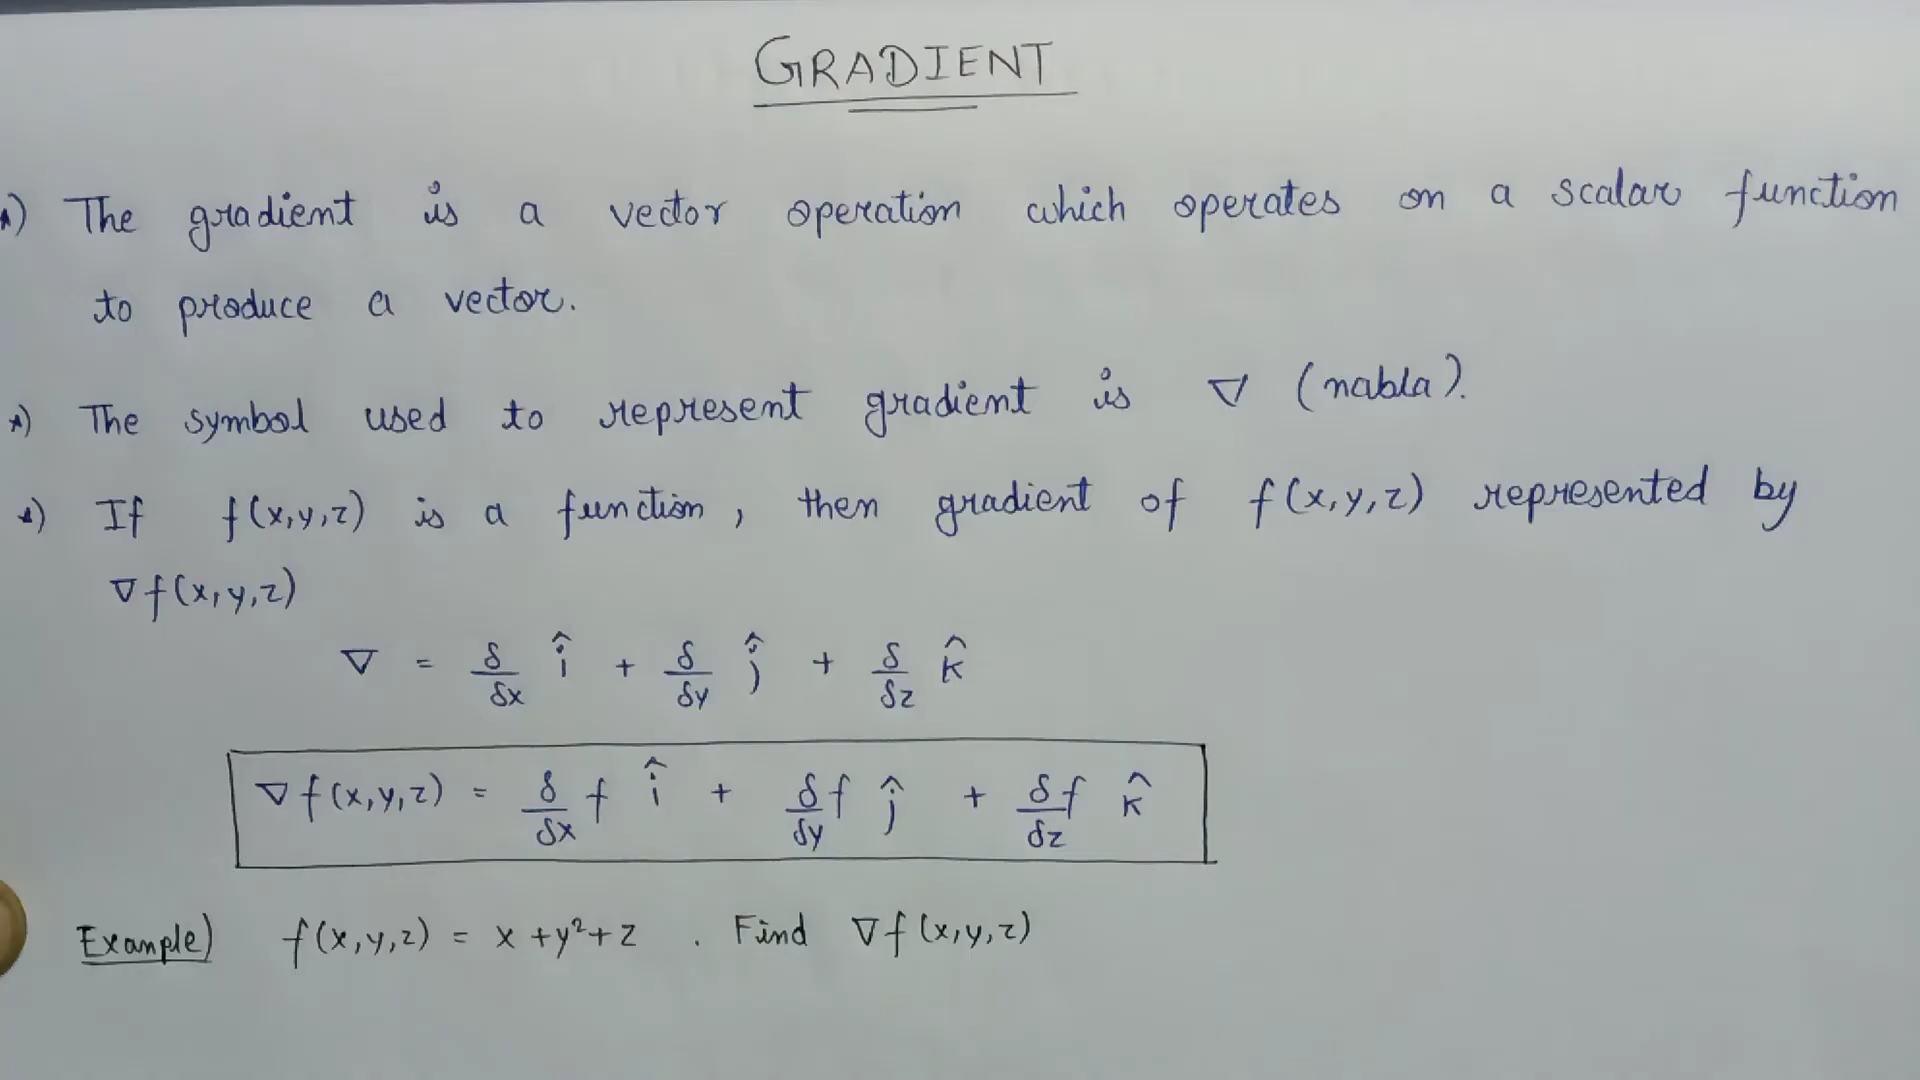 GRADIENT
*) The gradient is a vector operation which operates on a scalar function
to produce a vector.
*) The symbol used to represent gradient is ∇ (nabla).
*) If f(x,y,z) is a function, then gradient of f(x,y,z) represented by
∇f(x,y,z)
∇ = δ/δx î + δ/δy ĵ + δ/δz k̂
∇f(x,y,z) = δ/δx f î + δf/δy ĵ + δf/δz k̂
Example) f(x,y,z) = x+y²+z . Find ∇f(x,y,z)